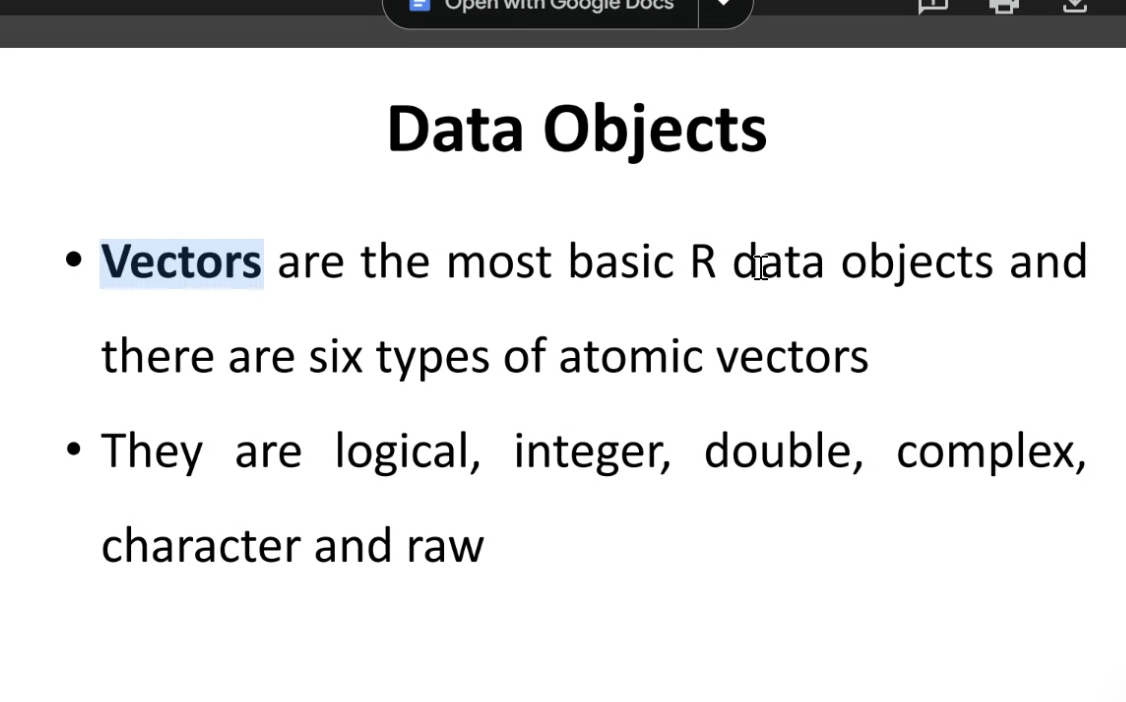 Open with Google Docs
Data Objects
• Vectors are the most basic R data objects and
there are six types of atomic vectors
• They are logical, integer, double, complex,
character and raw